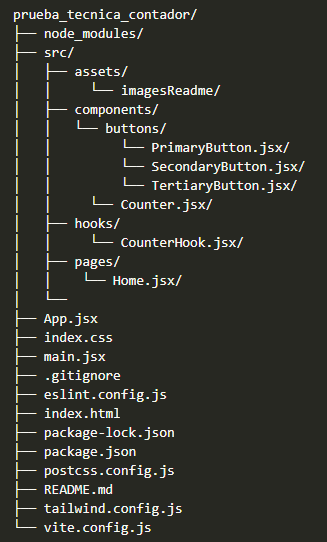 prueba_tecnica_contador/
├── node_modules/
├── src/
│   ├── assets/
│   │     └── imagesReadme/
│   ├── components/
│   │   └── buttons/
│   │         └── PrimaryButton.jsx/
│   │         └── SecondaryButton.jsx/
│   │         └── TertiaryButton.jsx/
│   │     └── Counter.jsx/
│   ├── hooks/
│   │     └── CounterHook.jsx/
│   ├── pages/
│   │    └── Home.jsx/
│   └──
├── App.jsx
├── index.css
├── main.jsx
├── .gitignore
├── eslint.config.js
├── index.html
├── package-lock.json
├── package.json
├── postcss.config.js
├── README.md
├── tailwind.config.js
└── vite.config.js